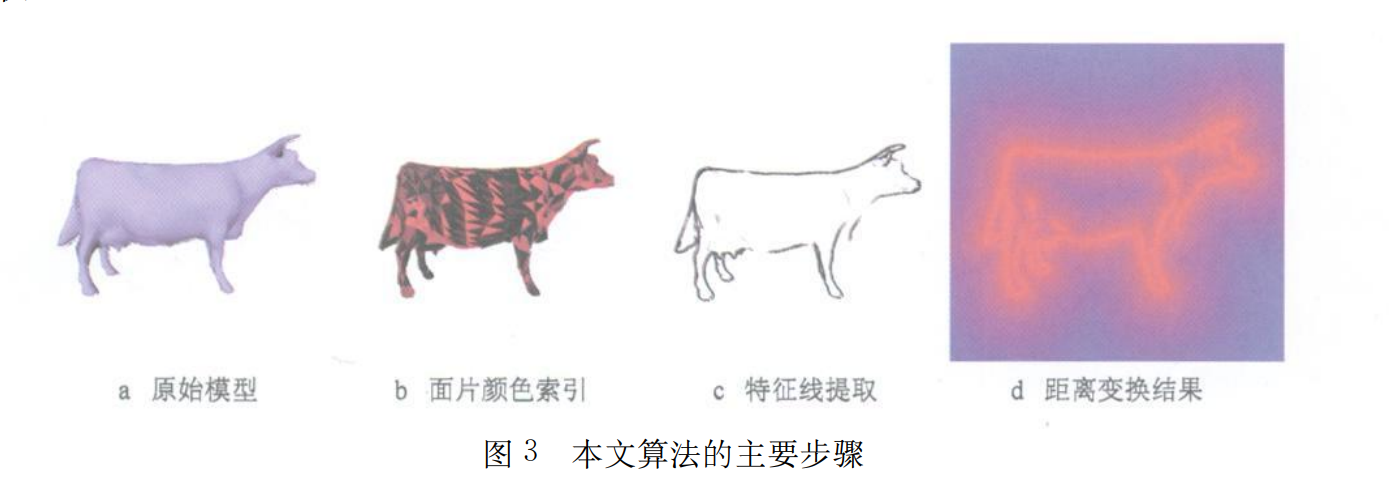 a 原始模型
b 面片颜色索引
c 特征线提取
d 距离变换结果
图 3 本文算法的主要步骤